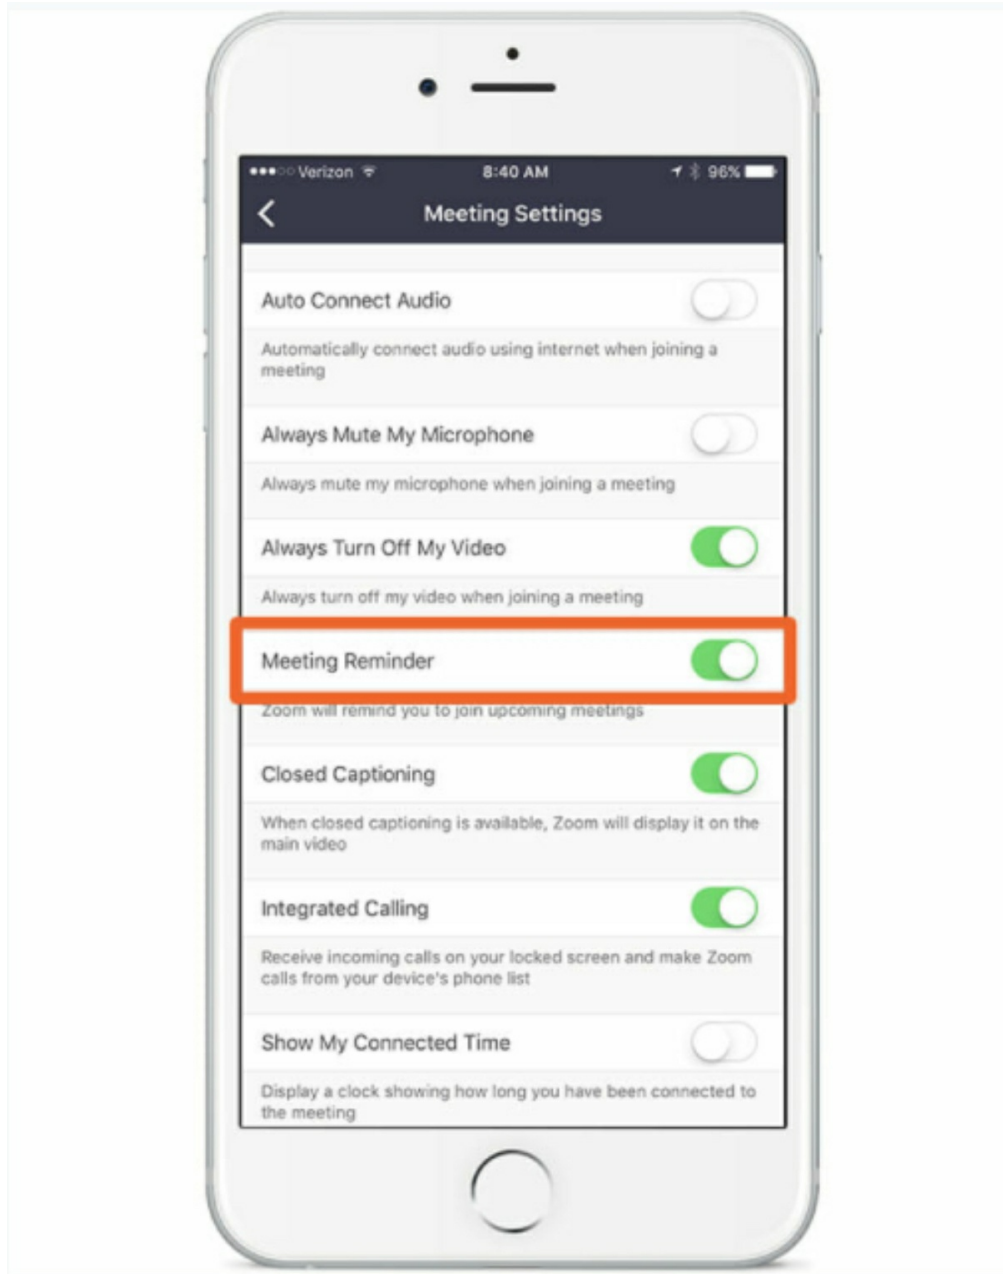 Verizon 8:40 AM 96%
Meeting Settings
Auto Connect Audio
Automatically connect audio using internet when joining a
meeting
Always Mute My Microphone
Always mute my microphone when joining a meeting
Always Turn Off My Video
Always turn off my video when joining a meeting
Meeting Reminder
Zoom will remind you to join upcoming meetings
Closed Captioning
When closed captioning is available, Zoom will display it on the
main video
Integrated Calling
Receive incoming calls on your locked screen and make Zoom
calls from your device's phone list
Show My Connected Time
Display a clock showing how long you have been connected to
the meeting